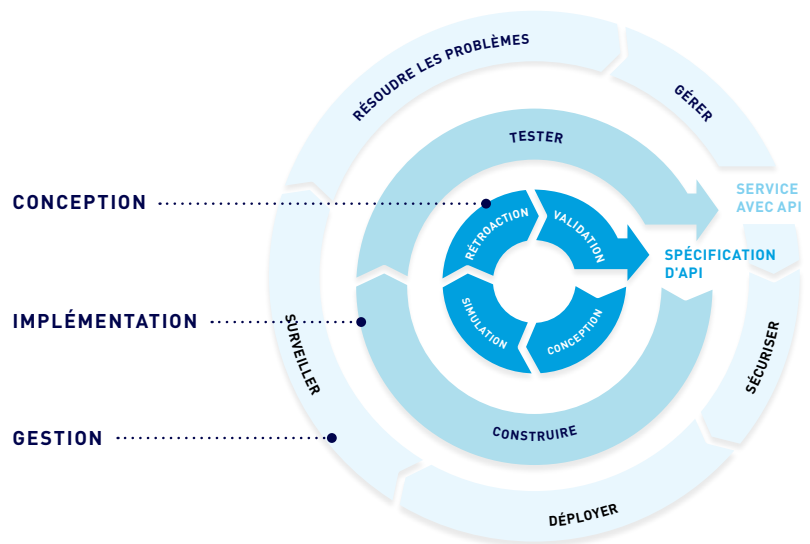 RÉSOUDRE LES PROBLÈMES
GÉRER
TESTER
SERVICE
AVEC API
CONCEPTION
RÉTROACTION
VALIDATION
SPÉCIFICATION
D'API
IMPLÉMENTATION
SIMULATION
CONCEPTION
SURVEILLER
SÉCURISER
GESTION
CONSTRUIRE
DÉPLOYER